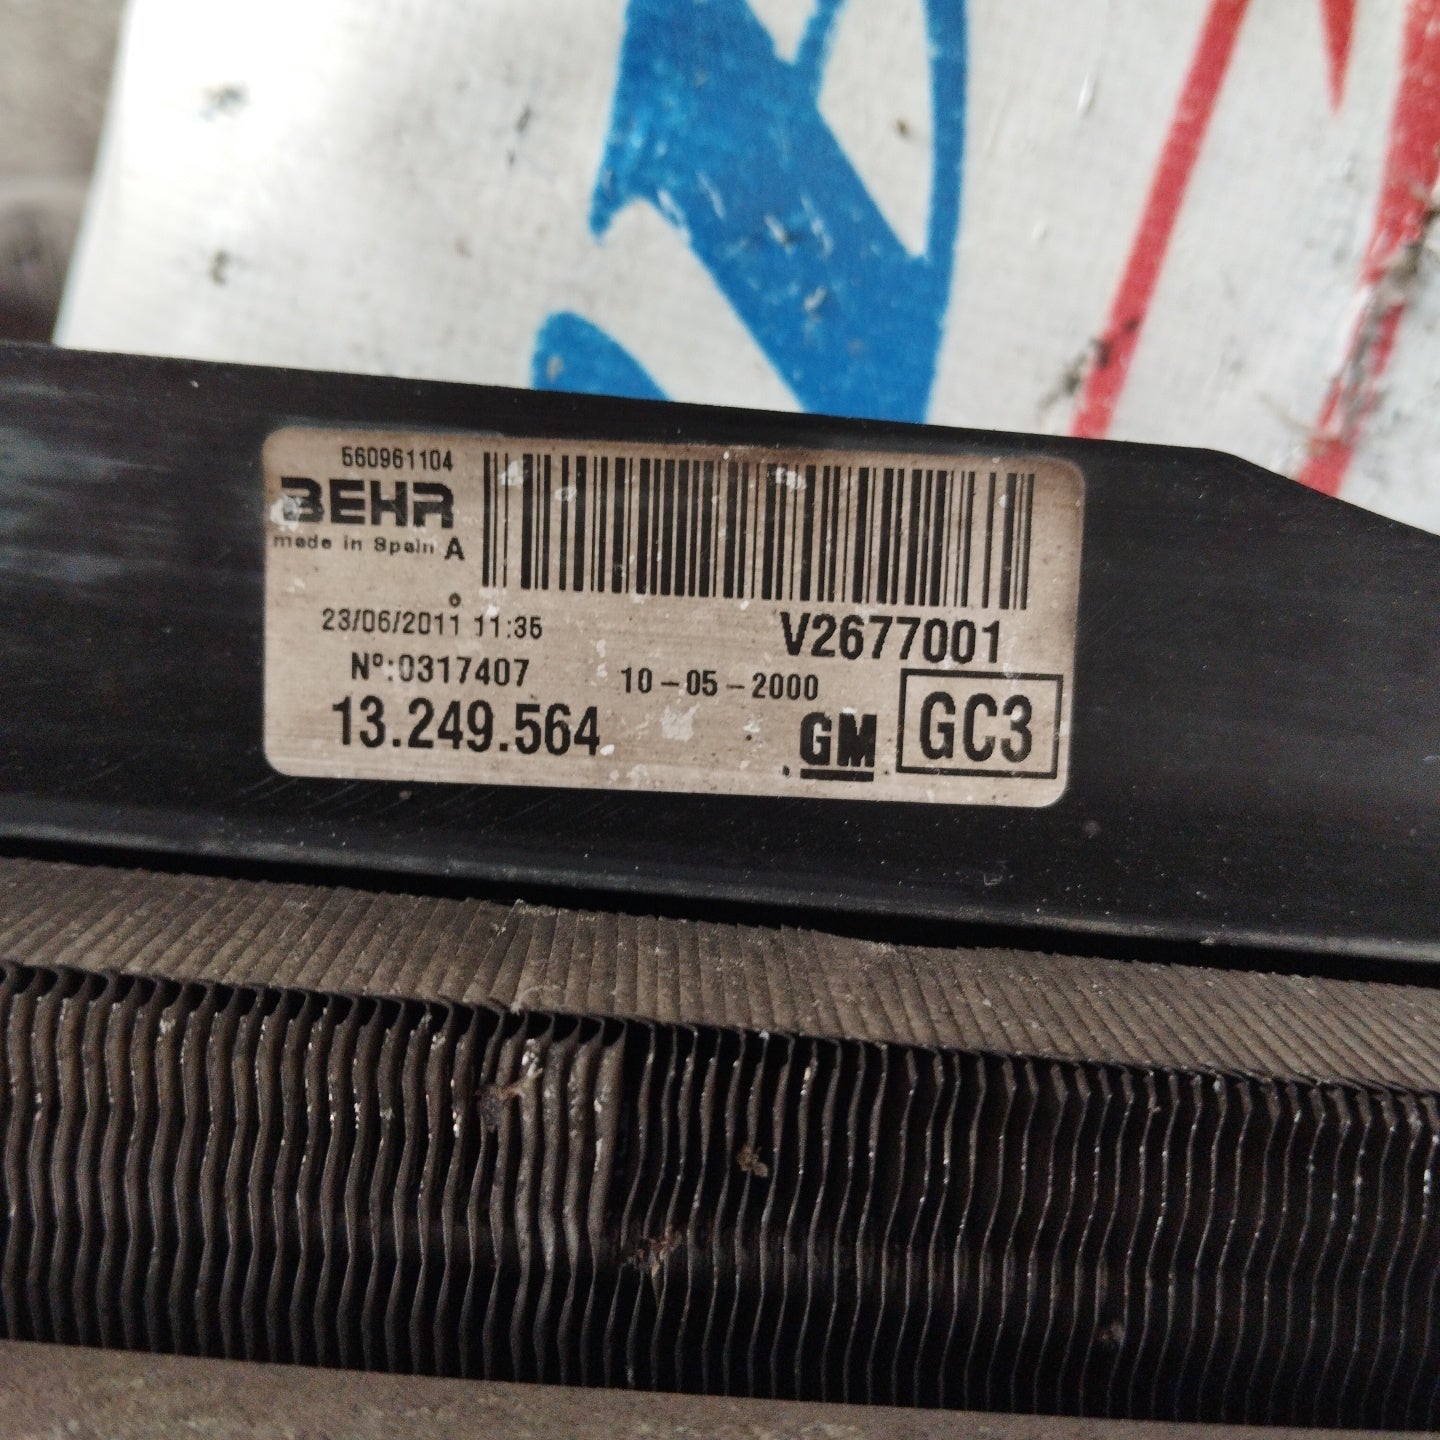 560961104
BEHR
made in Spain A
23/06/2011 11:35
V2677001
Nº:0317407
10-05-2000
13.249.564
GM
GC3